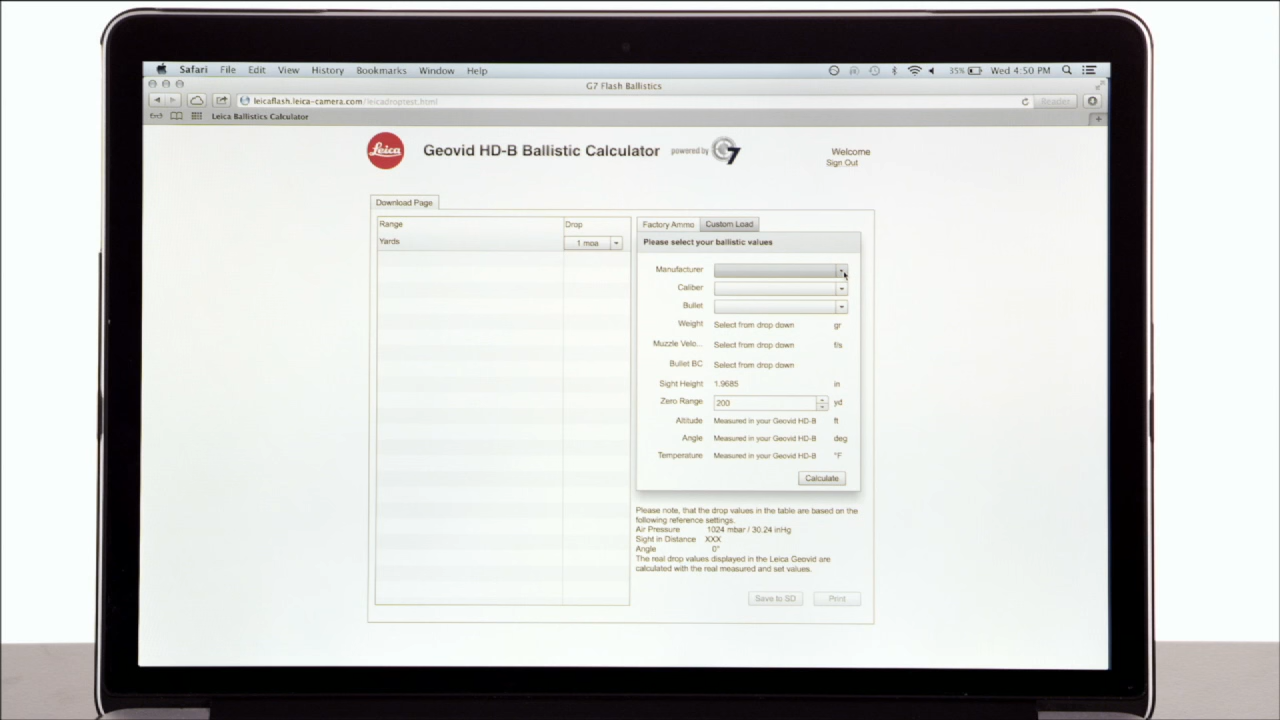 Safari File Edit View History Bookmarks Window Help 35% Wed 4:50 PM
G7 Flash Ballistics
leicaflash.leica-camera.com/leicadroptest.html Reader
Leica Ballistics Calculator
Leica Geovid HD-B Ballistic Calculator powered by G7 Welcome
Sign Out
Download Page
Range Drop
Yards 1 moa
Factory Ammo Custom Load
Please select your ballistic values
Manufacturer
Caliber
Bullet
Weight Select from drop down gr
Muzzle Velo... Select from drop down f/s
Bullet BC Select from drop down
Sight Height 1.9685 in
Zero Range 200 yd
Altitude Measured in your Geovid HD-B ft
Angle Measured in your Geovid HD-B deg
Temperature Measured in your Geovid HD-B °F
Calculate
Please note, that the drop values in the table are based on the
following reference settings.
Air Pressure 1024 mbar / 30.24 inHg
Sight in Distance XXX
Angle 0°
The real drop values displayed in the Leica Geovid are
calculated with the real measured and set values.
Save to SD Print